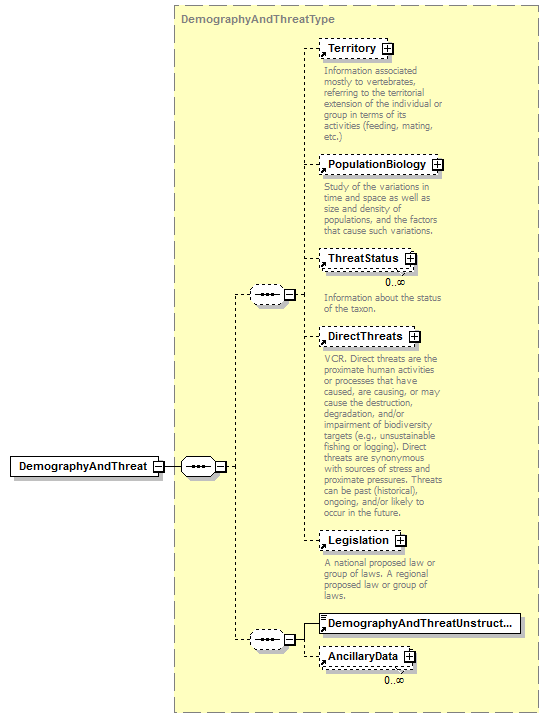 DemographyAndThreatType
Territory
Information associated
mostly to vertebrates,
referring to the territorial
extension of the individual or
group in terms of its
activities (feeding, mating,
etc.)
PopulationBiology
Study of the variations in
time and space as well as
size and density of
populations, and the factors
that cause such variations.
ThreatStatus
0..∞
Information about the status
of the taxon.
DirectThreats
VCR. Direct threats are the
proximate human activities
or processes that have
caused, are causing, or may
cause the destruction,
degradation, and/or
impairment of biodiversity
targets (e.g., unsustainable
fishing or logging). Direct
threats are synonymous
with sources of stress and
proximate pressures. Threats
can be past (historical),
ongoing, and/or likely to
occur in the future.
DemographyAndThreat
Legislation
A national proposed law or
group of laws. A regional
proposed law or group of
laws.
DemographyAndThreatUnstruct...
AncillaryData
0..∞